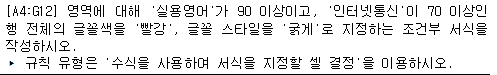 [A4:G12] 영역에 대해 '실용영어'가 90 이상이고, '인터넷통신'이 70 이상인
행 전체의 글꼴색을 '빨강', 글꼴 스타일을 '굵게'로 지정하는 조건부 서식을
작성하시오.
▶ 규칙 유형은 '수식을 사용하여 서식을 지정할 셀 결정'을 이용하시오.